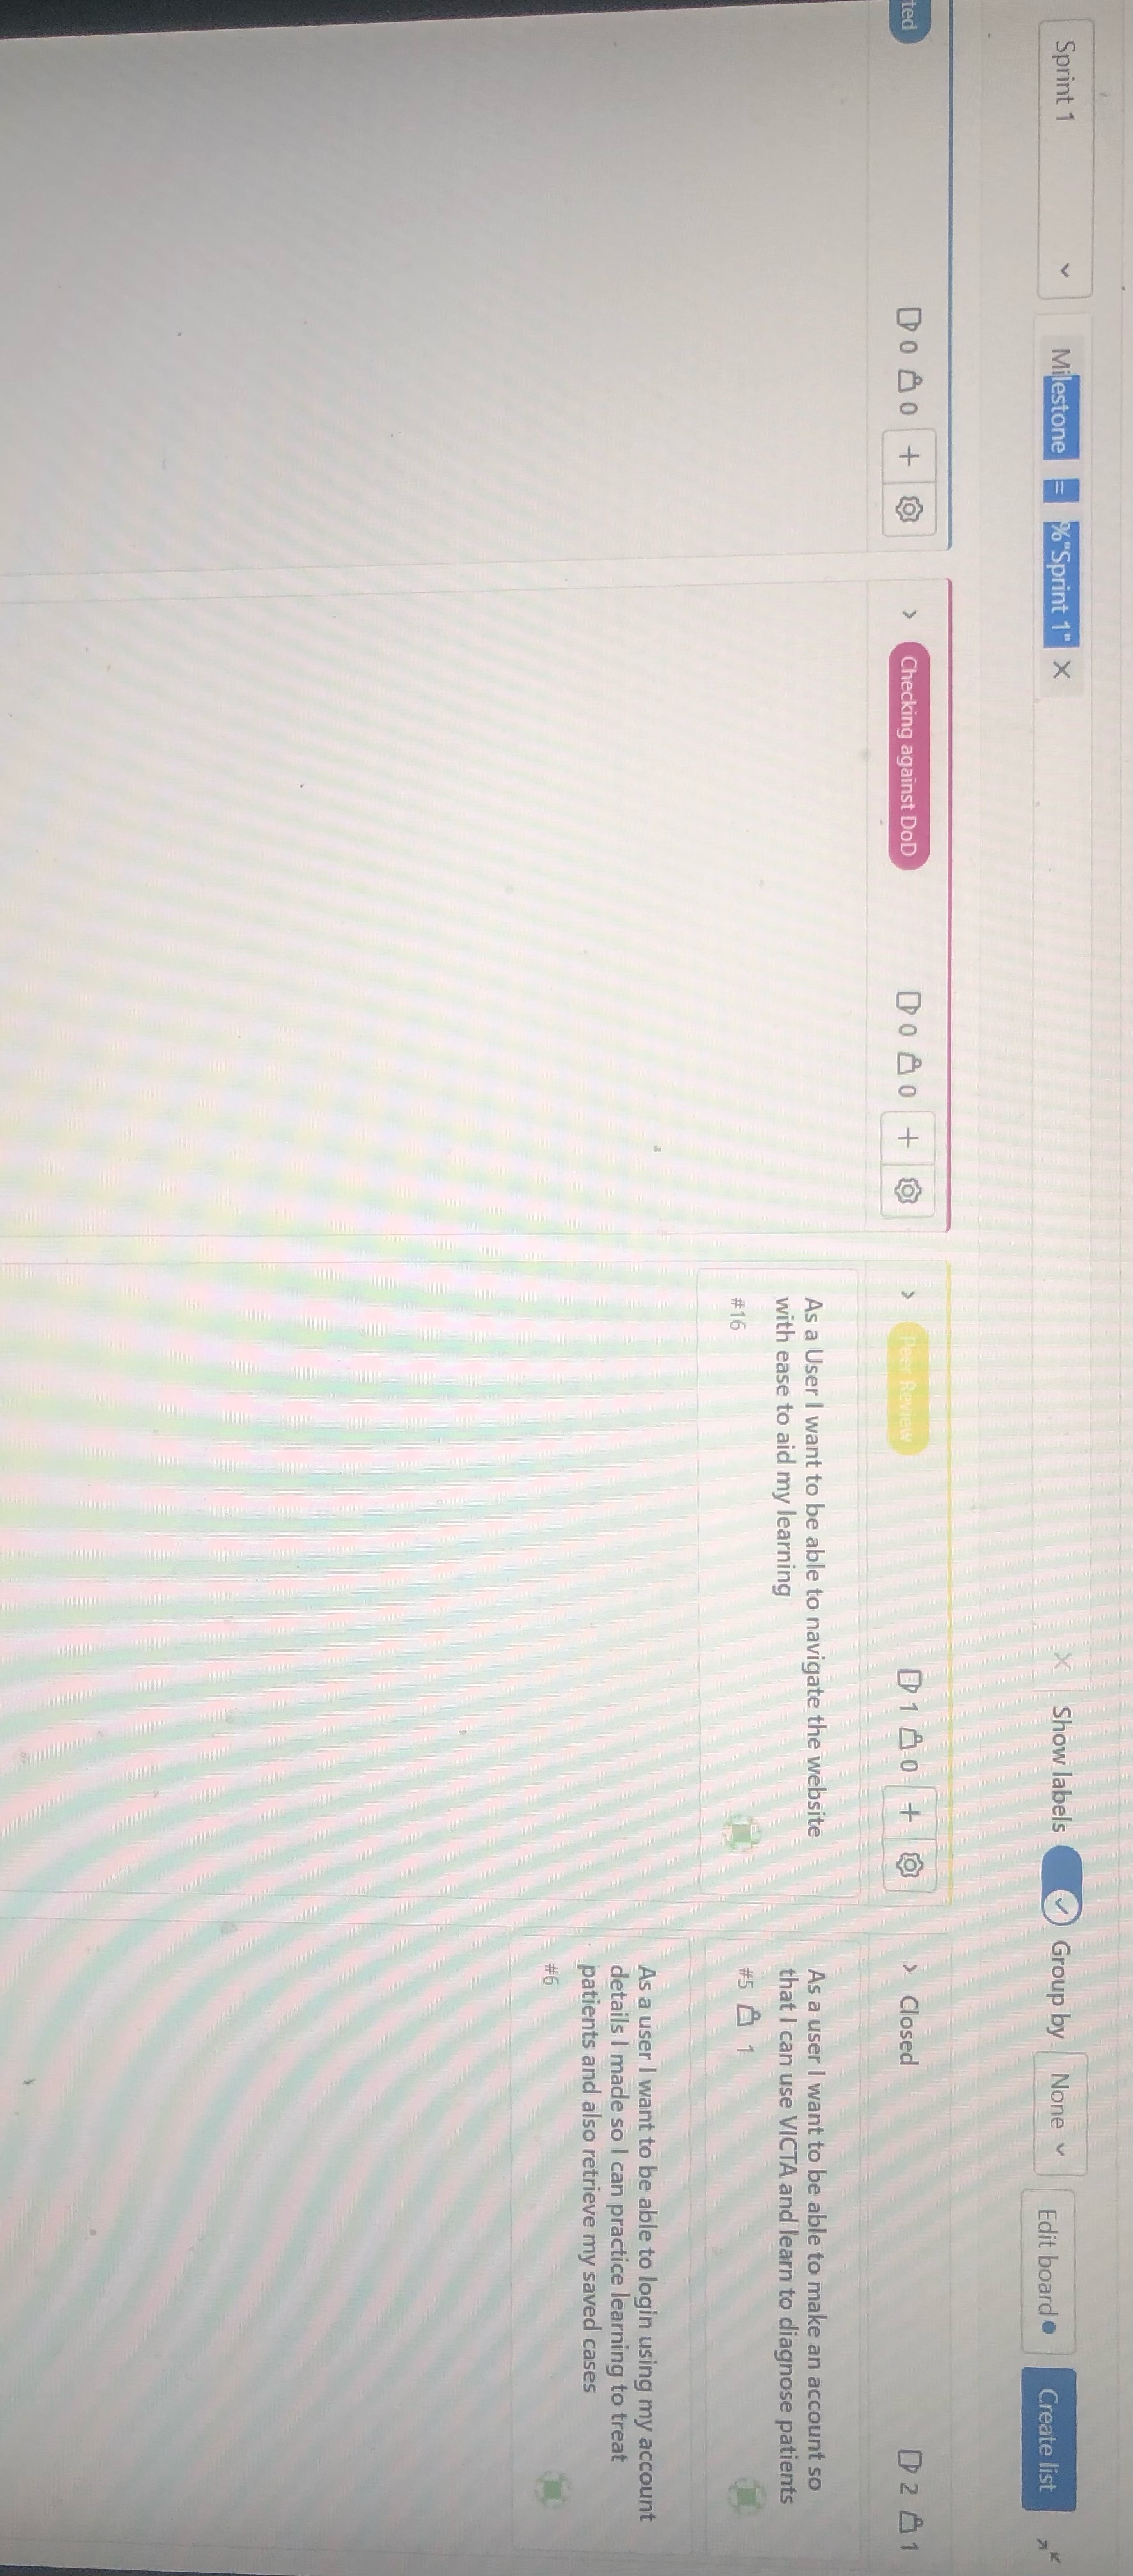 Sprint 1
Milestone = %"Sprint 1"
Show labels
Group by None
Edit board
Create list
ted
0 0
Checking against DoD
0 0
Peer Review
1 0
As a User I want to be able to navigate the website
with ease to aid my learning
#16
Closed
2 1
As a user I want to be able to make an account so
that I can use VICTA and learn to diagnose patients
#5 1
As a user I want to be able to login using my account
details I made so I can practice learning to treat
patients and also retrieve my saved cases
#6